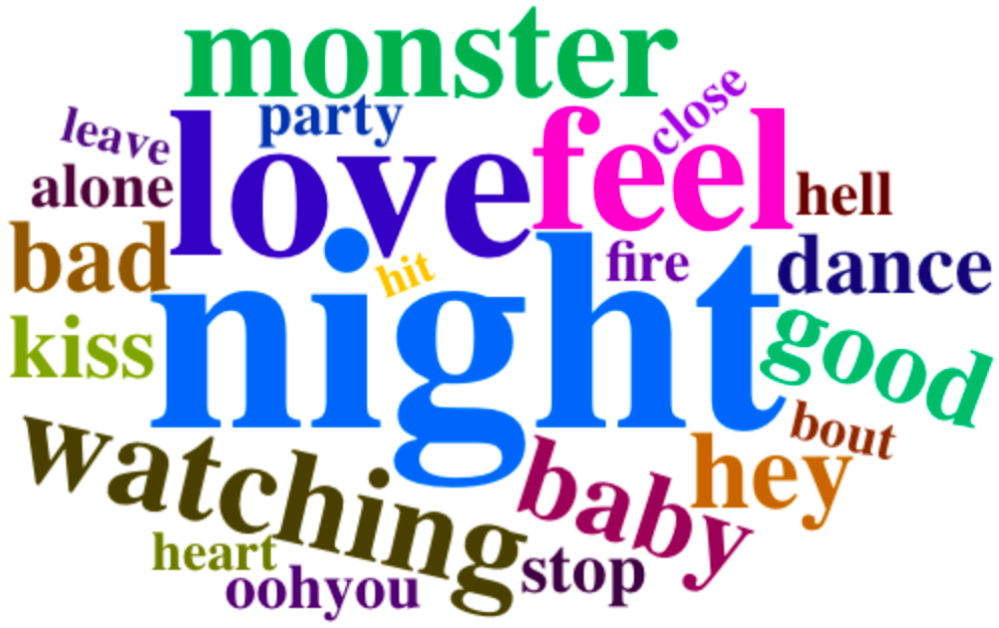 monster
party
close
leave
love
feel
alone
hell
bad
hit
fire
dance
kiss
night
good
bout
watching
baby
hey
heart
oohyou
stop